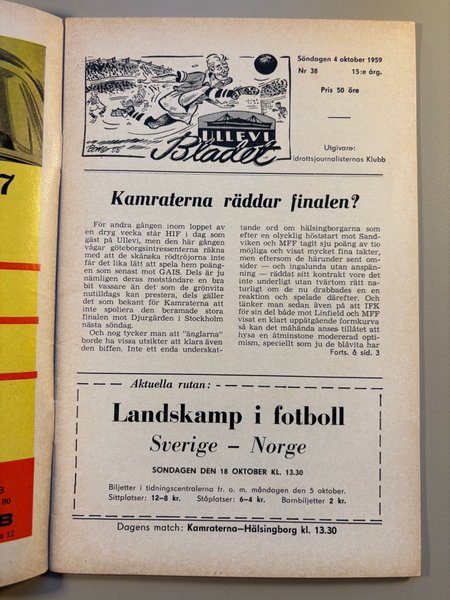 Söndagen 4 oktober 1959
Nr 38 15:e årg.
Pris 50 öre
ULLEVI
Bladet
Utgivare:
Idrottsjournalisternas Klubb
Kamraterna räddar finalen?
För andra gången inom loppet av
en dryg vecka står HIF i dag som
gäst på Ullevi, men den här gången
vågar göteborgsintressenterna räkna
med att de skånska rödtröjorna inte
får det lika lätt att spela hem poäng-
en som senast mot GAIS. Dels är ju
nämligen deras motståndare en bra
bit vassare än det som de grönvita
nutilldags kan prestera, dels gäller
det som bekant för Kamraterna att
inte spoliera den beramade stora
finalen mot Djurgården i Stockholm
nästa söndag.
Och nog tycker man att "änglarna"
borde ha vissa utsikter att klara även
den biffen. Inte ett enda underskat-
tande ord om hälsingborgarna som
efter en olycklig höststart mot Sand-
viken och MFF tagit sju poäng av tio
möjliga och visat mycket fina takter,
men eftersom de härunder sent om-
sider — och ingalunda utan anspän-
ning — räddat sitt kontrakt vore det
inte underligt utan tvärtom rätt na-
turligt om de nu drabbades en en
reaktion och spelade därefter. Och
tänker man sedan även på att IFK
för sin del både mot Linfield och MFF
visat en klart uppåtgående formkurva
så kan det måhända anses tillåtet att
hysa en åtminstone modererad opti-
mism, speciellt som ju de blåvita har
Forts. å sid. 3
Aktuella rutan:
Landskamp i fotboll
Sverige – Norge
SÖNDAGEN DEN 18 OKTOBER KL. 13.30
Biljetter i tidningscentralerna fr. o. m. måndagen den 5 oktober.
Sittplatser: 12–8 kr. Ståplatser: 6–4 kr. Barnbiljetter 2 kr.
Dagens match: Kamraterna–Hälsingborg kl. 13.30
7
B
80
B
6 12